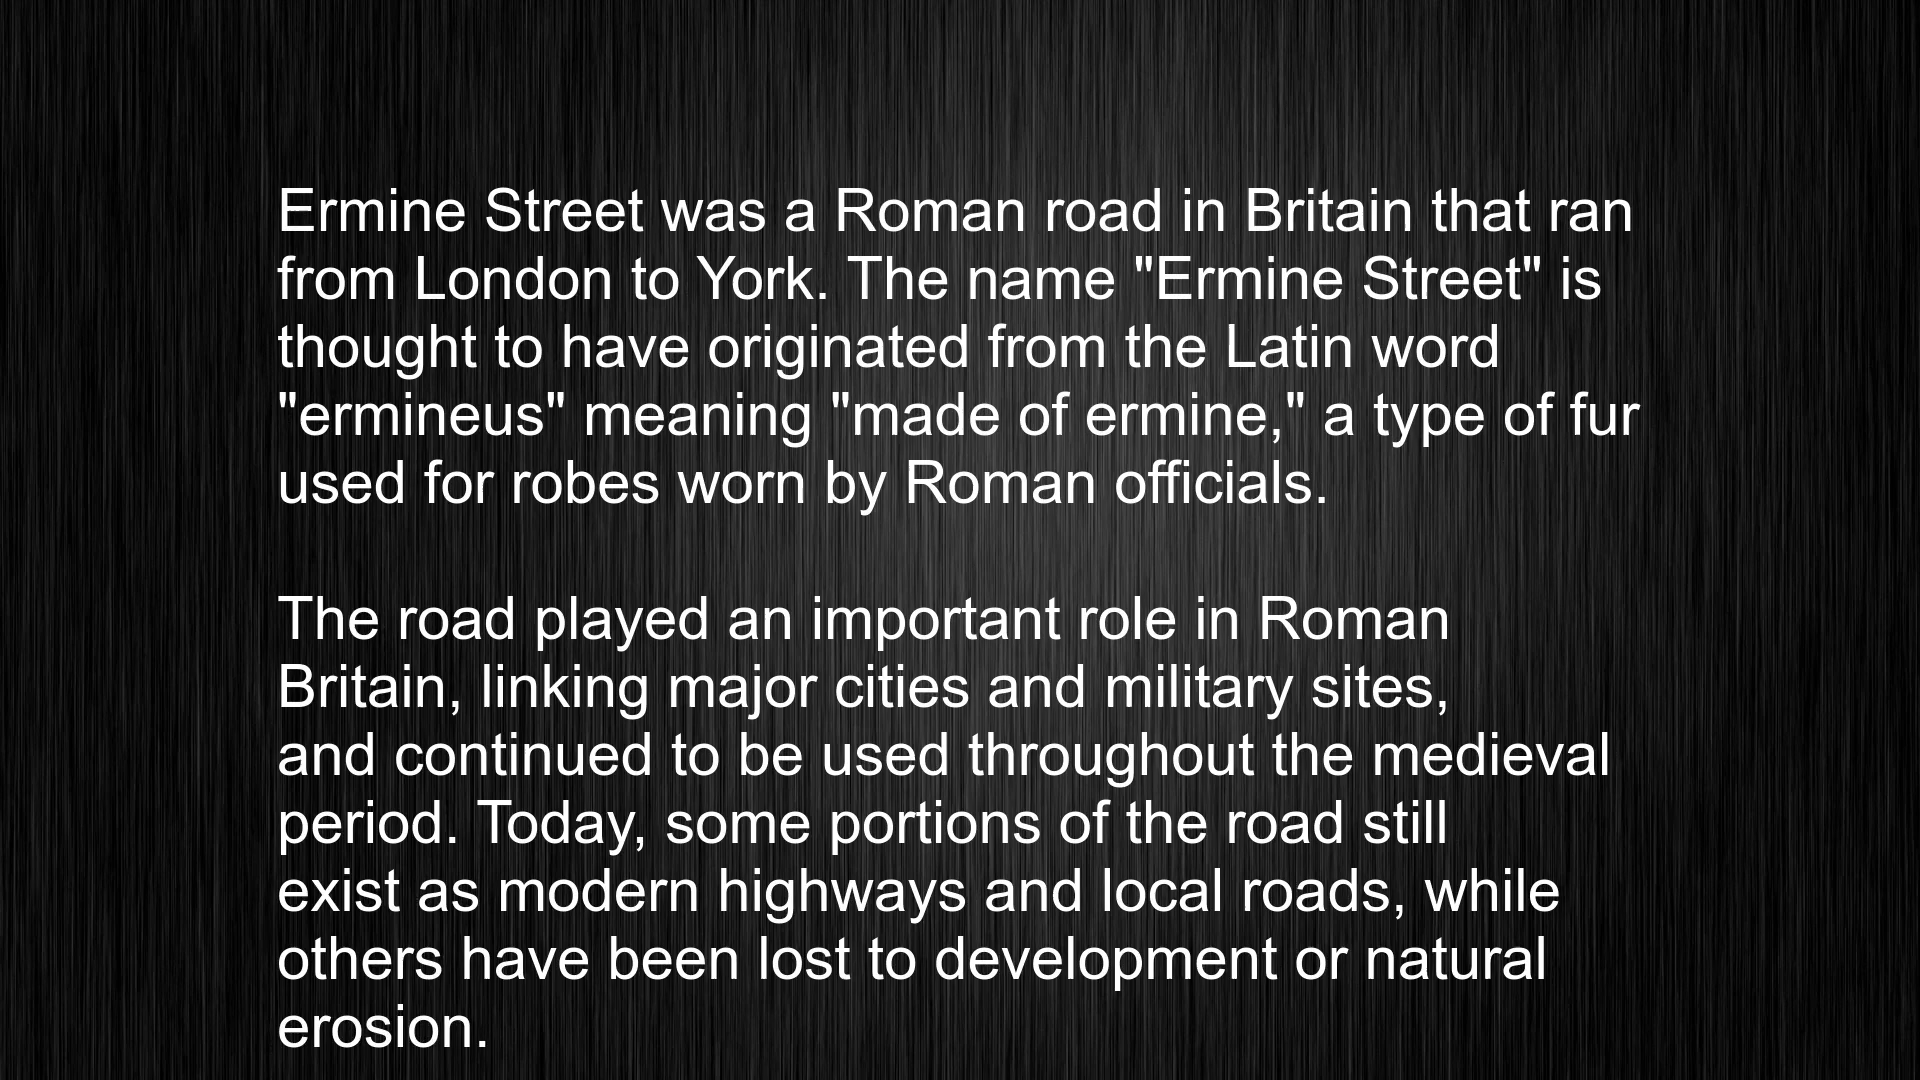 Ermine Street was a Roman road in Britain that ran
from London to York. The name "Ermine Street" is
thought to have originated from the Latin word
"ermineus" meaning "made of ermine," a type of fur
used for robes worn by Roman officials.
The road played an important role in Roman
Britain, linking major cities and military sites,
and continued to be used throughout the medieval
period. Today, some portions of the road still
exist as modern highways and local roads, while
others have been lost to development or natural
erosion.